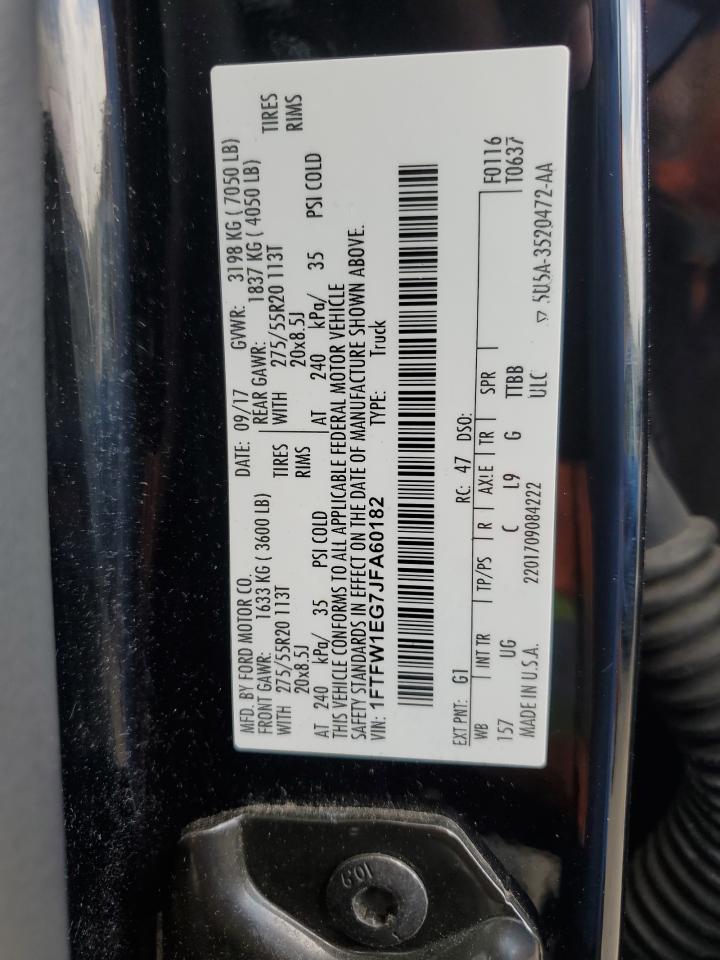 MFD. BY FORD MOTOR CO. DATE: 09/17 GVWR: 3198 KG ( 7050 LB)
FRONT GAWR: 1633 KG ( 3600 LB) REAR GAWR: 1837 KG ( 4050 LB)
WITH 275/55R20 113T TIRES WITH 275/55R20 113T TIRES
20x8.5J RIMS 20x8.5J RIMS
AT 240 kPa/ 35 PSI COLD AT 240 kPa/ 35 PSI COLD
THIS VEHICLE CONFORMS TO ALL APPLICABLE FEDERAL MOTOR VEHICLE
SAFETY STANDARDS IN EFFECT ON THE DATE OF MANUFACTURE SHOWN ABOVE.
VIN: 1FTFW1EG7JFA60182 TYPE: Truck
EXT PNT: G1 RC: 47 DSO: F0116
WB INT TR TP/PS R AXLE TR SPR T0637
157 UG C L9 G TTBB
MADE IN U.S.A. 2201709084222 ULC ▽ 5U5A-3520472-AA
10.9